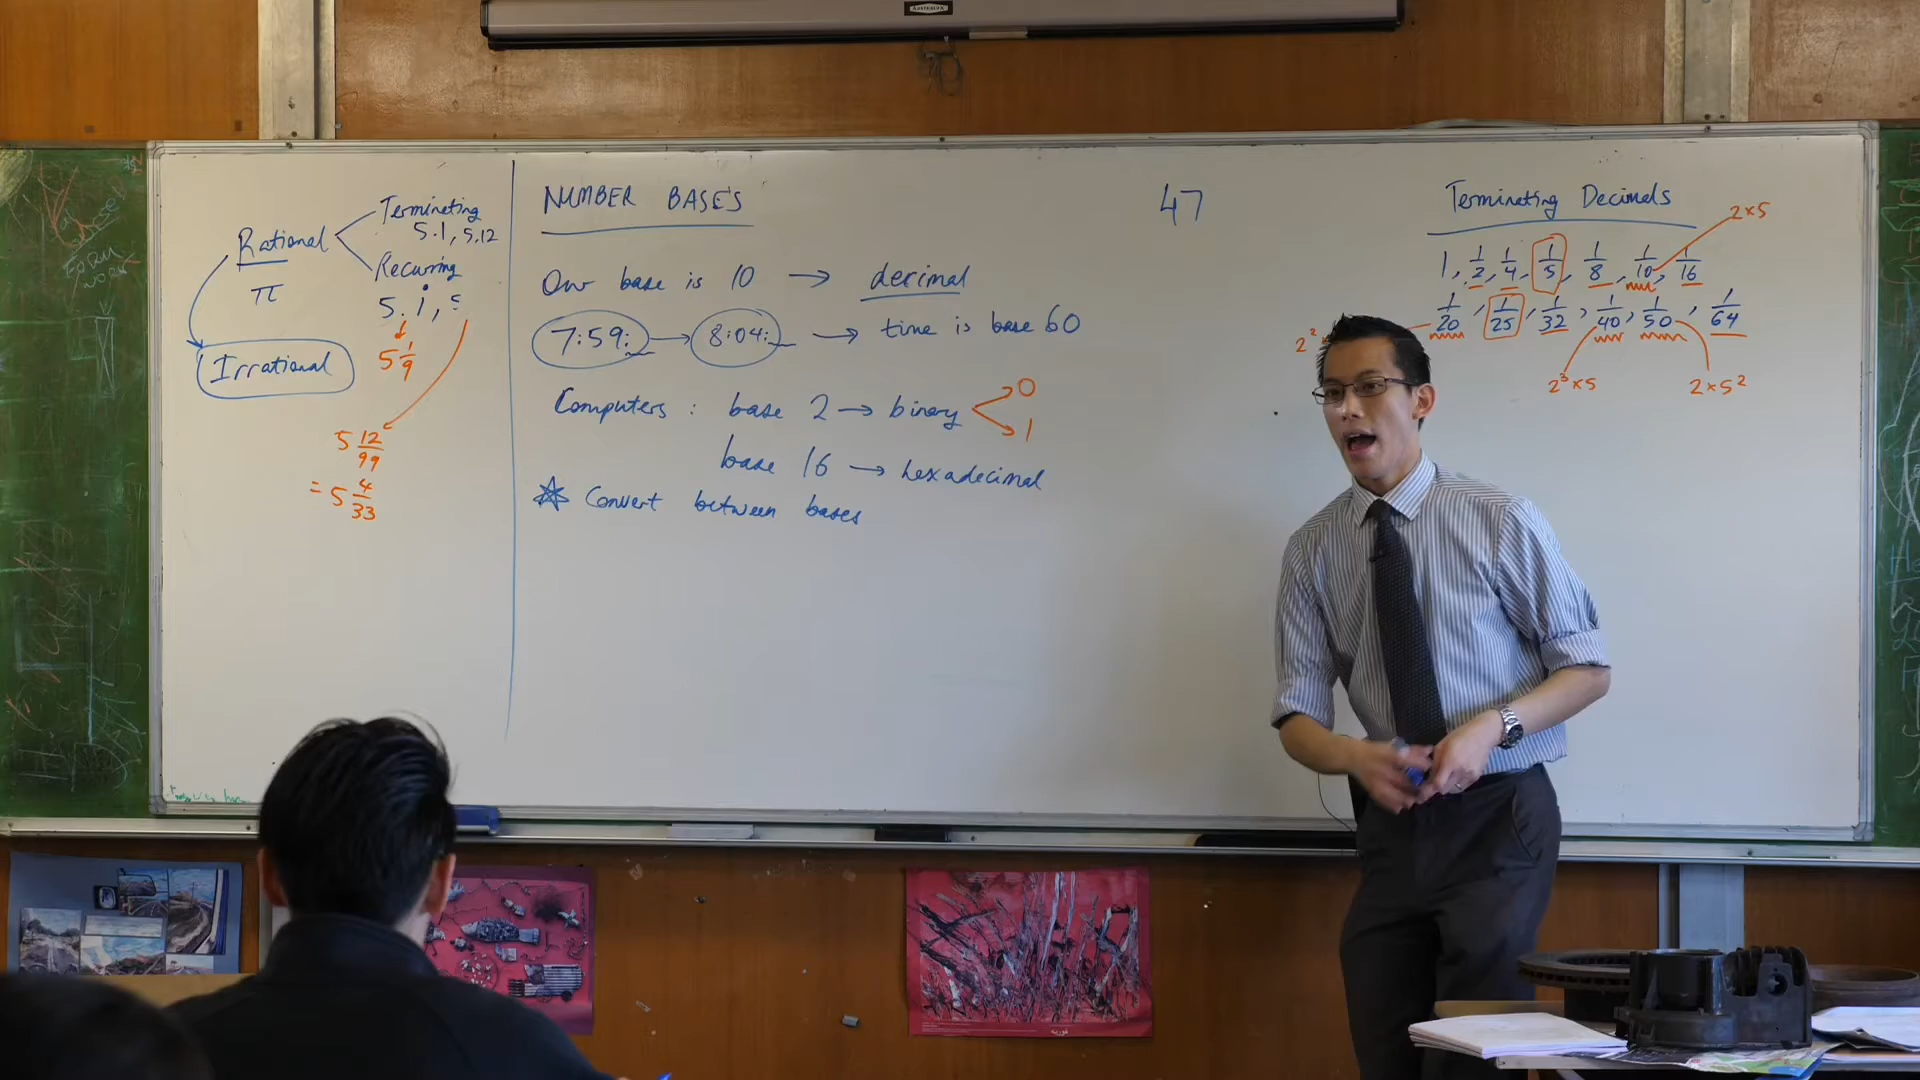 AUSTRALIA
Rational
Terminating
5.1, 5.12
Recurring
π
5.1̇,
5 1/9
Irrational
5 12/99
= 5 4/33
NUMBER BASES
47
Our base is 10 → decimal
7:59: → 8:04: → time is base 60
Computers : base 2 → binary
0
1
base 16 → hexadecimal
☆ Convert between bases
Terminating Decimals
2×5
1, 1/2, 1/4, 1/5, 1/8, 1/10, 1/16
1/20, 1/25, 1/32, 1/40, 1/50, 1/64
2²
2³×5
2×5²